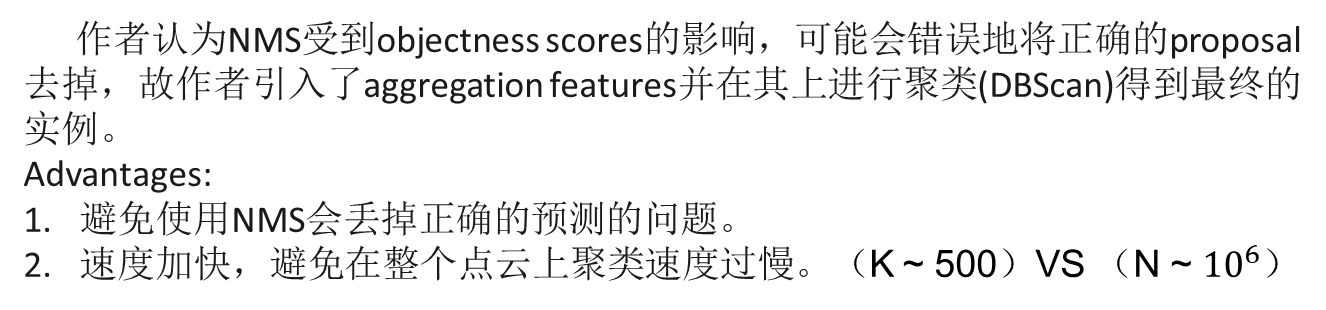 作者认为NMS受到objectness scores的影响，可能会错误地将正确的proposal
去掉，故作者引入了aggregation features并在其上进行聚类(DBScan)得到最终的
实例。
Advantages:
1. 避免使用NMS会丢掉正确的预测的问题。
2. 速度加快，避免在整个点云上聚类速度过慢。（K ~ 500）VS （N ~ 10⁶）